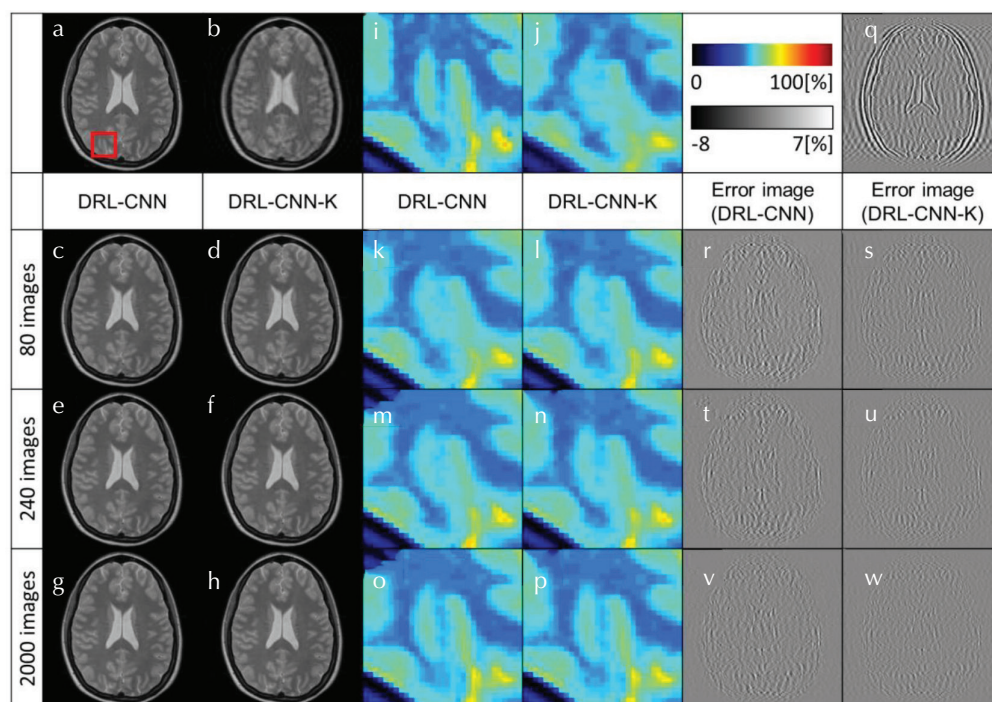 a
b
i
j
0 100[%]
-8 7[%]
q
DRL-CNN
DRL-CNN-K
DRL-CNN
DRL-CNN-K
Error image
(DRL-CNN)
Error image
(DRL-CNN-K)
80 images
c
d
k
l
r
s
240 images
e
f
m
n
t
u
2000 images
g
h
o
p
v
w